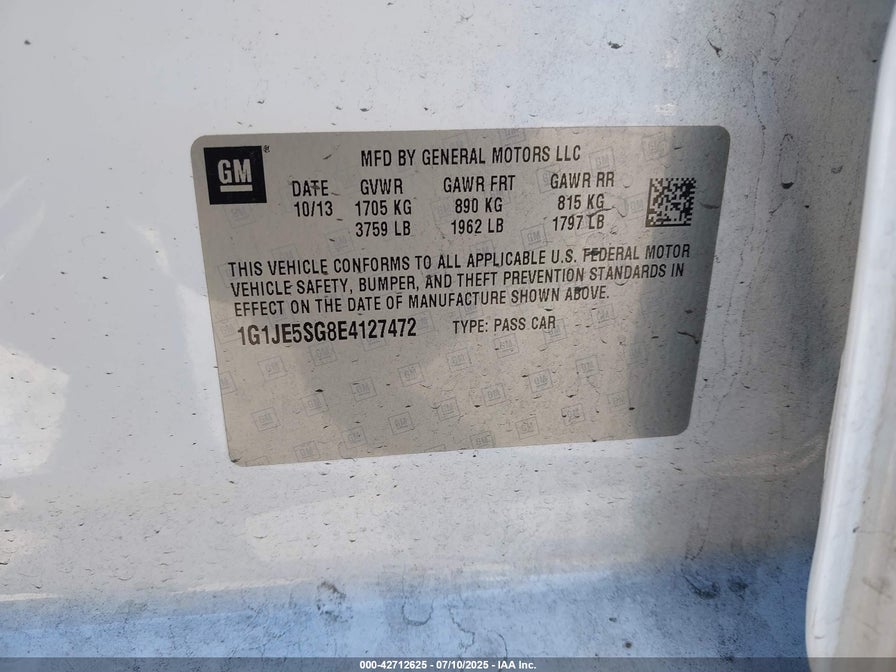 GM®
MFD BY GENERAL MOTORS LLC
DATE GVWR GAWR FRT GAWR RR
10/13 1705 KG 890 KG 815 KG
3759 LB 1962 LB 1797 LB
THIS VEHICLE CONFORMS TO ALL APPLICABLE U.S. FEDERAL MOTOR
VEHICLE SAFETY, BUMPER, AND THEFT PREVENTION STANDARDS IN
EFFECT ON THE DATE OF MANUFACTURE SHOWN ABOVE.
1G1JE5SG8E4127472 TYPE: PASS CAR
000-42712625 - 07/10/2025 - IAA Inc.